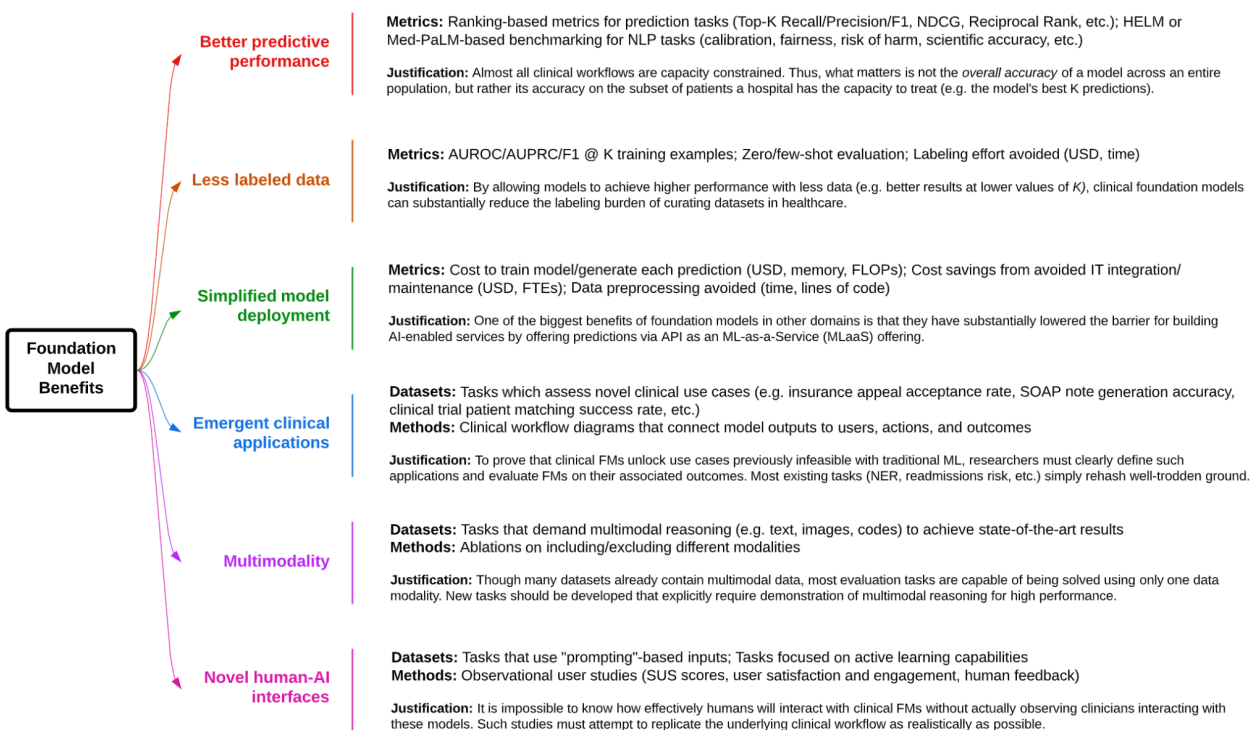 Better predictive
performance
Metrics: Ranking-based metrics for prediction tasks (Top-K Recall/Precision/F1, NDCG, Reciprocal Rank, etc.); HELM or
Med-PaLM-based benchmarking for NLP tasks (calibration, fairness, risk of harm, scientific accuracy, etc.)
Justification: Almost all clinical workflows are capacity constrained. Thus, what matters is not the overall accuracy of a model across an entire
population, but rather its accuracy on the subset of patients a hospital has the capacity to treat (e.g. the model's best K predictions).
Less labeled data
Metrics: AUROC/AUPRC/F1 @ K training examples; Zero/few-shot evaluation; Labeling effort avoided (USD, time)
Justification: By allowing models to achieve higher performance with less data (e.g. better results at lower values of K), clinical foundation models
can substantially reduce the labeling burden of curating datasets in healthcare.
Simplified model
deployment
Metrics: Cost to train model/generate each prediction (USD, memory, FLOPs); Cost savings from avoided IT integration/
maintenance (USD, FTEs); Data preprocessing avoided (time, lines of code)
Justification: One of the biggest benefits of foundation models in other domains is that they have substantially lowered the barrier for building
AI-enabled services by offering predictions via API as an ML-as-a-Service (MLaaS) offering.
Foundation
Model
Benefits
Emergent clinical
applications
Datasets: Tasks which assess novel clinical use cases (e.g. insurance appeal acceptance rate, SOAP note generation accuracy,
clinical trial patient matching success rate, etc.)
Methods: Clinical workflow diagrams that connect model outputs to users, actions, and outcomes
Justification: To prove that clinical FMs unlock use cases previously infeasible with traditional ML, researchers must clearly define such
applications and evaluate FMs on their associated outcomes. Most existing tasks (NER, readmissions risk, etc.) simply rehash well-trodden ground.
Multimodality
Datasets: Tasks that demand multimodal reasoning (e.g. text, images, codes) to achieve state-of-the-art results
Methods: Ablations on including/excluding different modalities
Justification: Though many datasets already contain multimodal data, most evaluation tasks are capable of being solved using only one data
modality. New tasks should be developed that explicitly require demonstration of multimodal reasoning for high performance.
Novel human-AI
interfaces
Datasets: Tasks that use "prompting"-based inputs; Tasks focused on active learning capabilities
Methods: Observational user studies (SUS scores, user satisfaction and engagement, human feedback)
Justification: It is impossible to know how effectively humans will interact with clinical FMs without actually observing clinicians interacting with
these models. Such studies must attempt to replicate the underlying clinical workflow as realistically as possible.